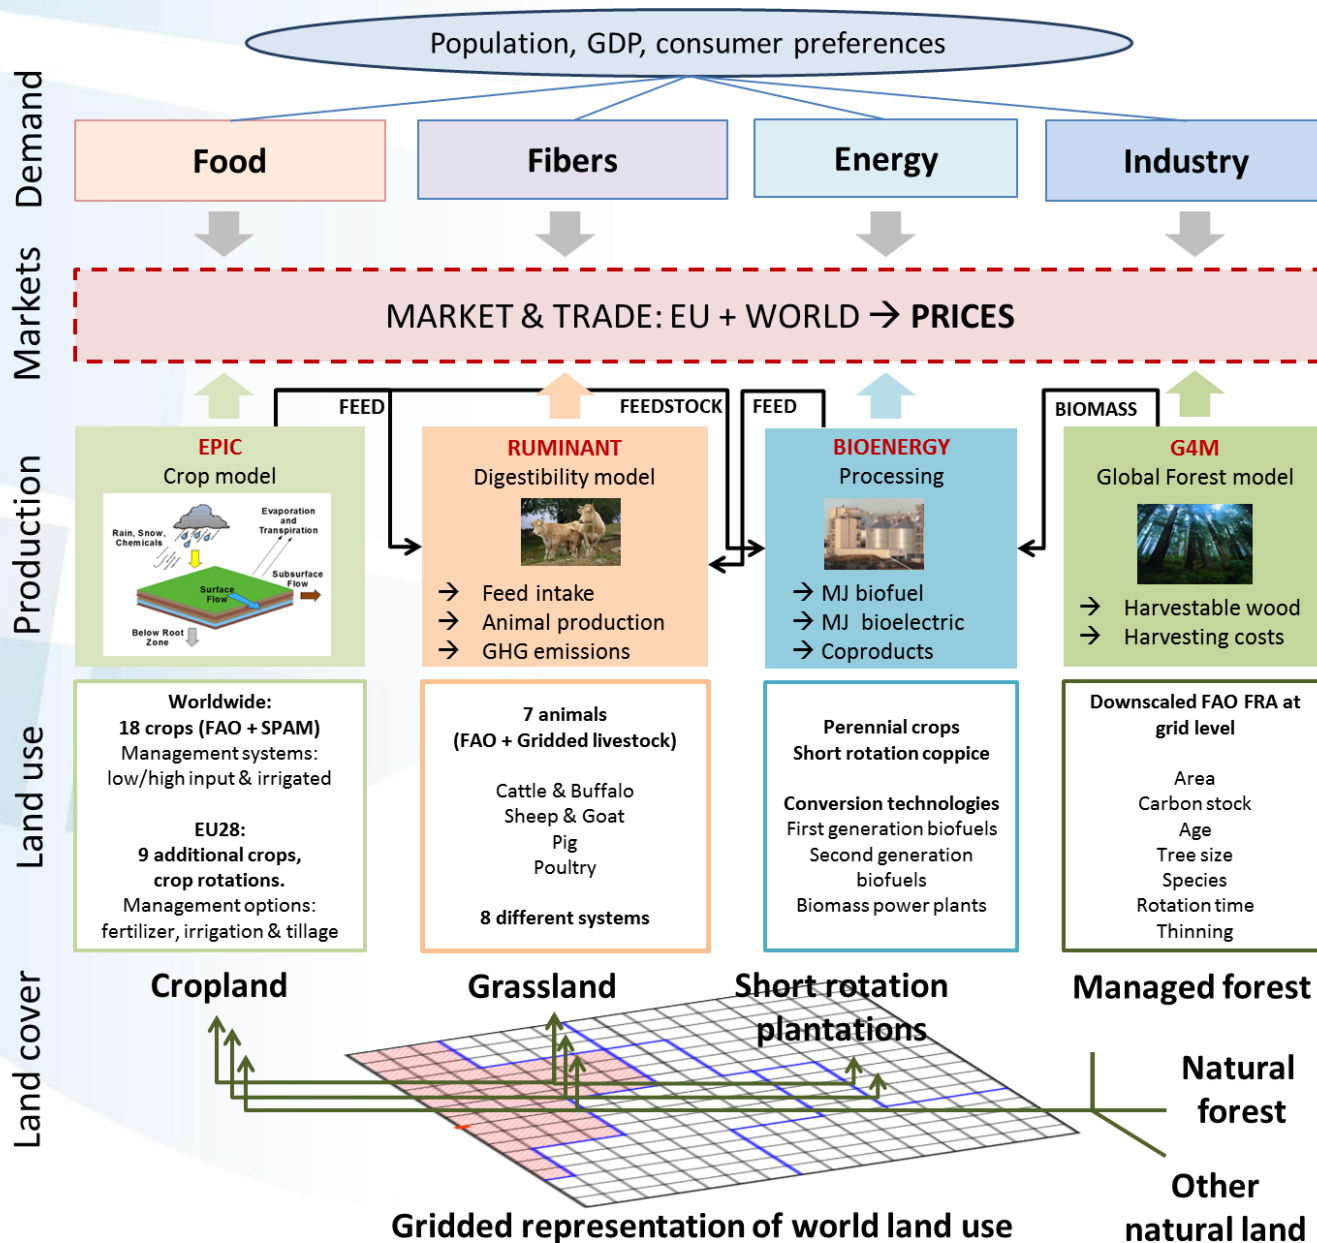 Population, GDP, consumer preferences
Demand
Food
Fibers
Energy
Industry
Markets
MARKET & TRADE: EU + WORLD → PRICES
FEED
FEEDSTOCK
FEED
BIOMASS
Production
EPIC
Crop model
Rain, Snow,
Chemicals
Evaporation
and
Transpiration
Subsurface
Flow
Surface
Flow
Below Root
Zone
RUMINANT
Digestibility model
→ Feed intake
→ Animal production
→ GHG emissions
BIOENERGY
Processing
→ MJ biofuel
→ MJ bioelectric
→ Coproducts
G4M
Global Forest model
→ Harvestable wood
→ Harvesting costs
Land use
Worldwide:
18 crops (FAO + SPAM)
Management systems:
low/high input & irrigated
EU28:
9 additional crops,
crop rotations.
Management options:
fertilizer, irrigation & tillage
7 animals
(FAO + Gridded livestock)
Cattle & Buffalo
Sheep & Goat
Pig
Poultry
8 different systems
Perennial crops
Short rotation coppice
Conversion technologies
First generation biofuels
Second generation
biofuels
Biomass power plants
Downscaled FAO FRA at
grid level
Area
Carbon stock
Age
Tree size
Species
Rotation time
Thinning
Land cover
Cropland
Grassland
Short rotation
plantations
Managed forest
Natural
forest
Other
natural land
Gridded representation of world land use